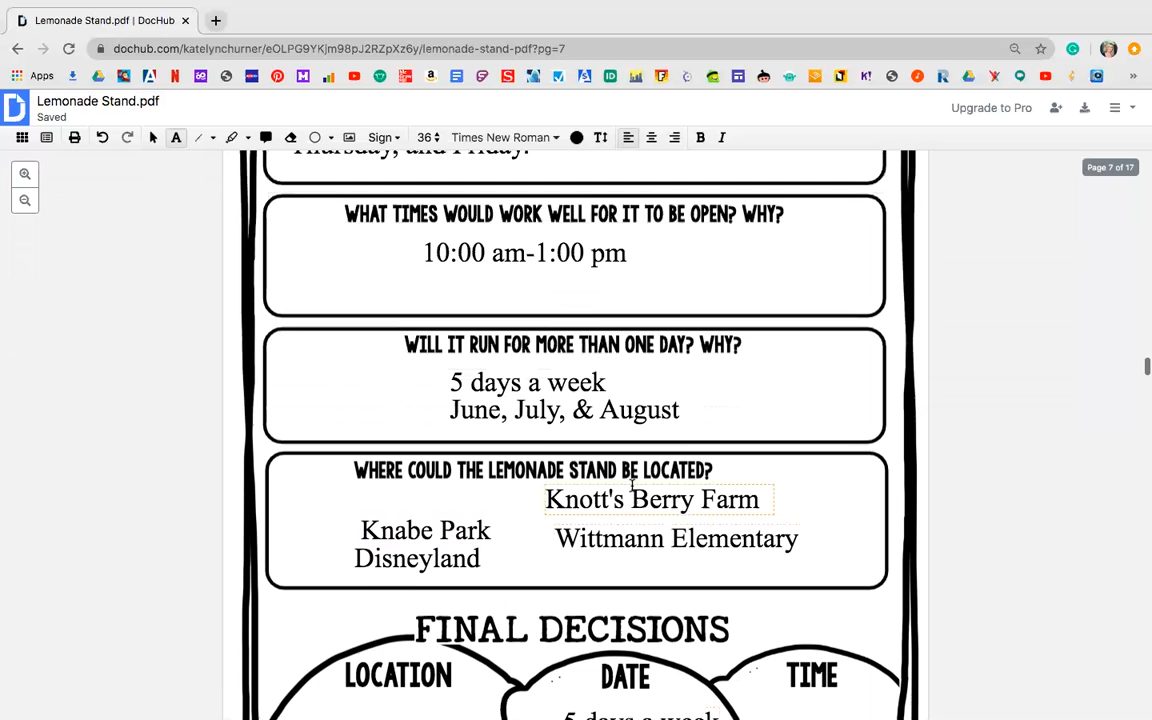 Lemonade Stand.pdf | DocHub
dochub.com/katelynchurner/eOLPG9YKjm98pJ2RZpXz6y/lemonade-stand-pdf?pg=7
Apps
Lemonade Stand.pdf
Saved
Upgrade to Pro
Sign
36
Times New Roman
B
I
Page 7 of 17
Thursday, and Friday.
WHAT TIMES WOULD WORK WELL FOR IT TO BE OPEN? WHY?
10:00 am-1:00 pm
WILL IT RUN FOR MORE THAN ONE DAY? WHY?
5 days a week
June, July, & August
WHERE COULD THE LEMONADE STAND BE LOCATED?
Knott's Berry Farm
Knabe Park
Wittmann Elementary
Disneyland
FINAL DECISIONS
LOCATION
DATE
TIME
5 days a week